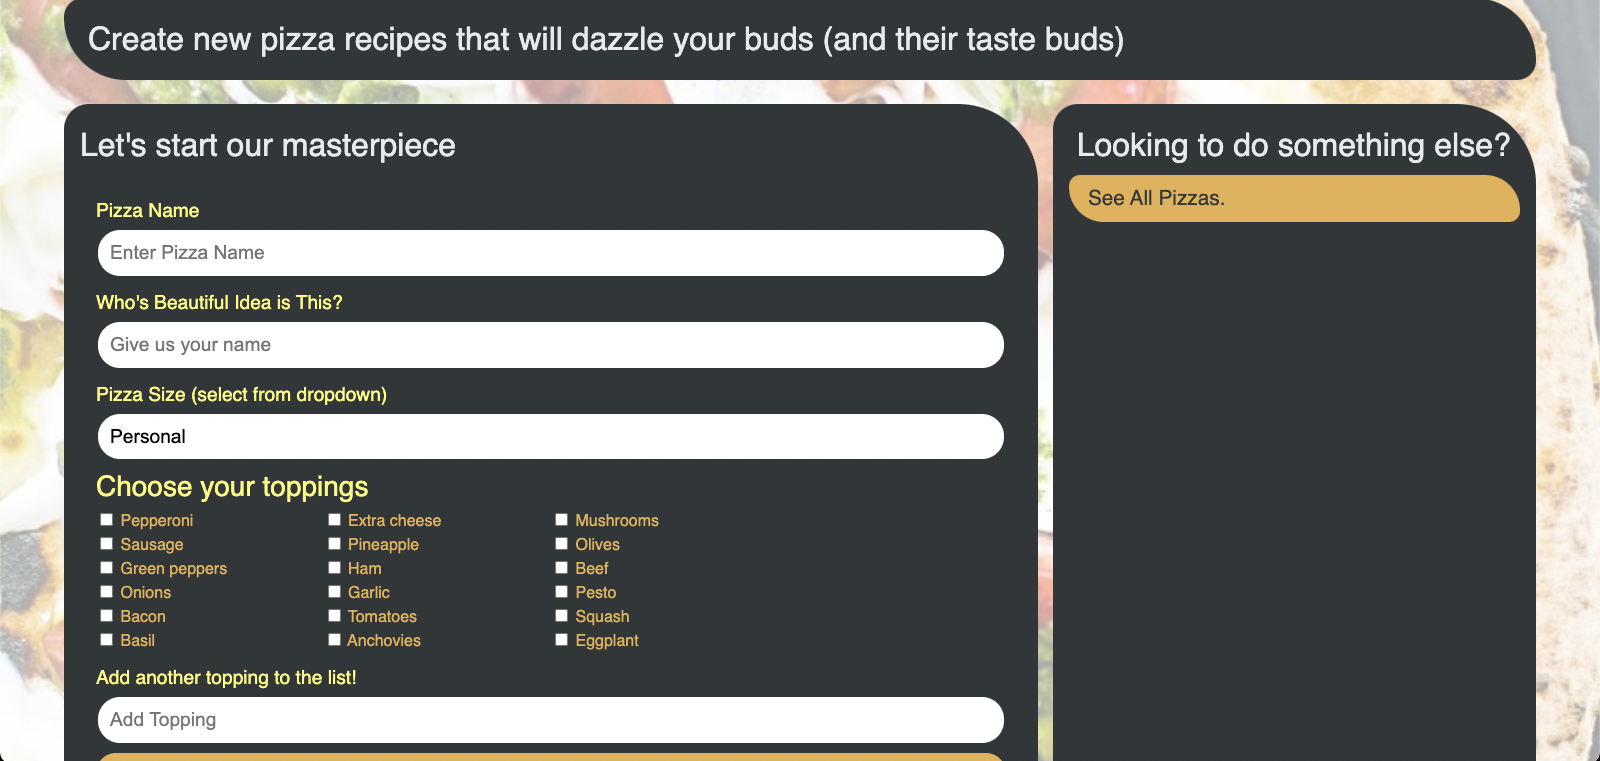 Create new pizza recipes that will dazzle your buds (and their taste buds)
Let's start our masterpiece
Pizza Name
Enter Pizza Name
Who's Beautiful Idea is This?
Give us your name
Pizza Size (select from dropdown)
Personal
Choose your toppings
Pepperoni Extra cheese Mushrooms
Sausage Pineapple Olives
Green peppers Ham Beef
Onions Garlic Pesto
Bacon Tomatoes Squash
Basil Anchovies Eggplant
Add another topping to the list!
Add Topping
Looking to do something else?
See All Pizzas.